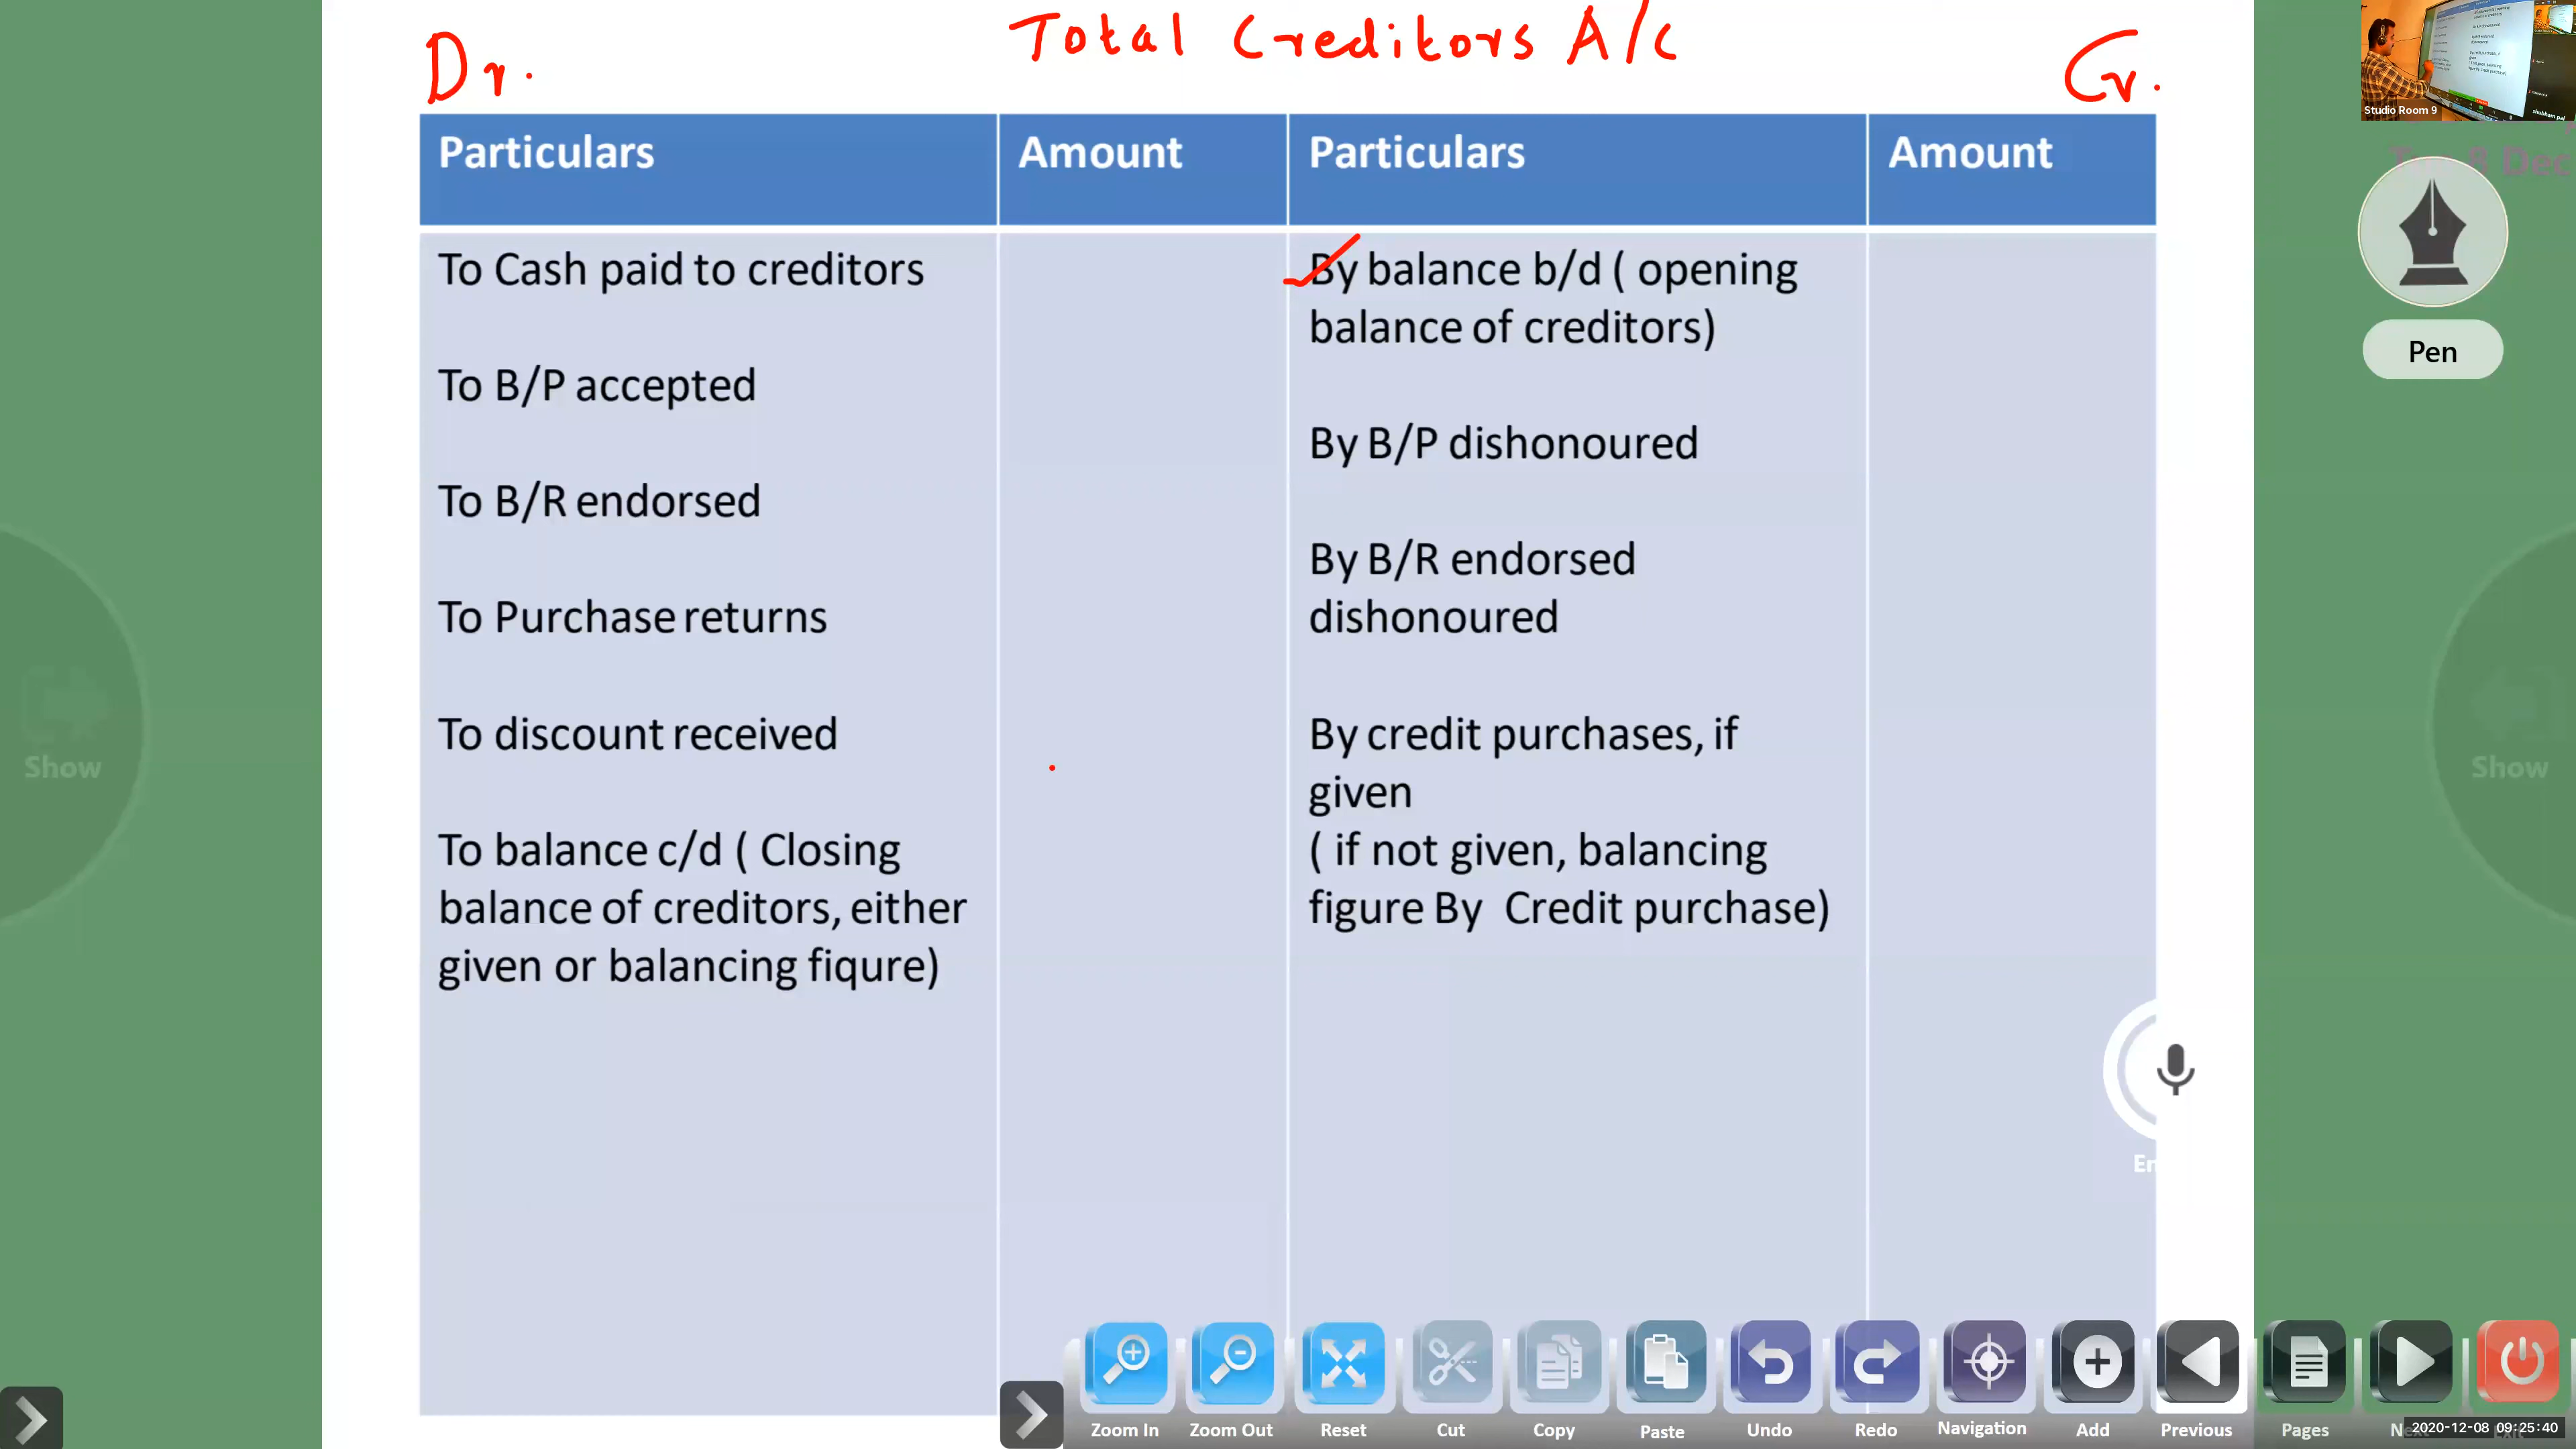 Total Creditors A/c
Dr.
Cr.
Particulars
Amount
Particulars
Amount
To Cash paid to creditors
To B/P accepted
To B/R endorsed
To Purchase returns
To discount received
To balance c/d ( Closing
balance of creditors, either
given or balancing fiqure)
By balance b/d ( opening
balance of creditors)
By B/P dishonoured
By B/R endorsed
dishonoured
By credit purchases, if
given
( if not given, balancing
figure By Credit purchase)
Studio Room 9
shubham pal
8 Dec
Pen
Show
Show
Zoom In
Zoom Out
Reset
Cut
Copy
Paste
Undo
Redo
Navigation
Add
Previous
Pages
2020-12-08 09:25:40